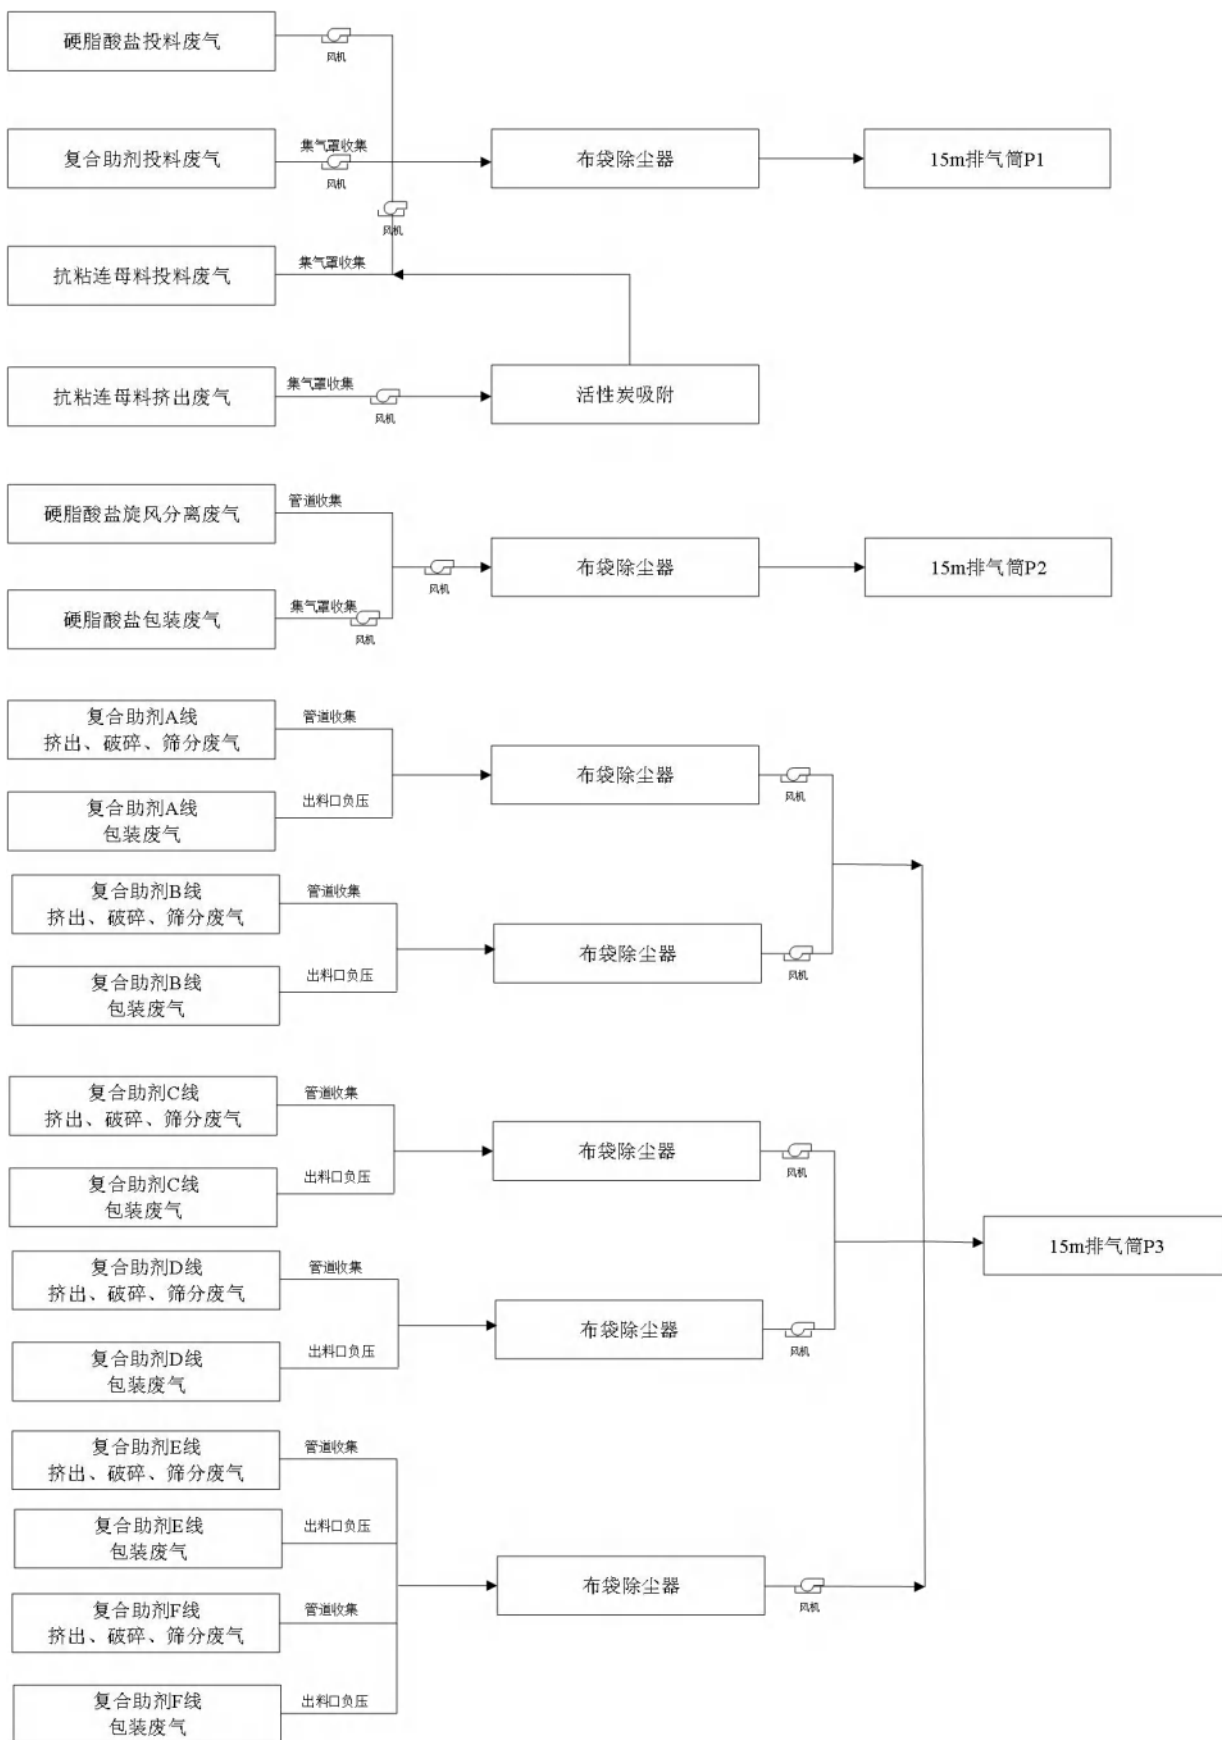 硬脂酸盐投料废气
风机
复合助剂投料废气
集气罩收集
风机
布袋除尘器
15m排气筒P1
风机
抗粘连母料投料废气
集气罩收集
抗粘连母料挤出废气
集气罩收集
风机
活性炭吸附
硬脂酸盐旋风分离废气
管道收集
风机
布袋除尘器
15m排气筒P2
硬脂酸盐包装废气
集气罩收集
风机
复合助剂A线
挤出、破碎、筛分废气
管道收集
布袋除尘器
风机
复合助剂A线
包装废气
出料口负压
复合助剂B线
挤出、破碎、筛分废气
管道收集
布袋除尘器
风机
复合助剂B线
包装废气
出料口负压
复合助剂C线
挤出、破碎、筛分废气
管道收集
布袋除尘器
风机
复合助剂C线
包装废气
出料口负压
15m排气筒P3
复合助剂D线
挤出、破碎、筛分废气
管道收集
布袋除尘器
风机
复合助剂D线
包装废气
出料口负压
复合助剂E线
挤出、破碎、筛分废气
管道收集
复合助剂E线
包装废气
出料口负压
布袋除尘器
风机
复合助剂F线
挤出、破碎、筛分废气
管道收集
复合助剂F线
包装废气
出料口负压